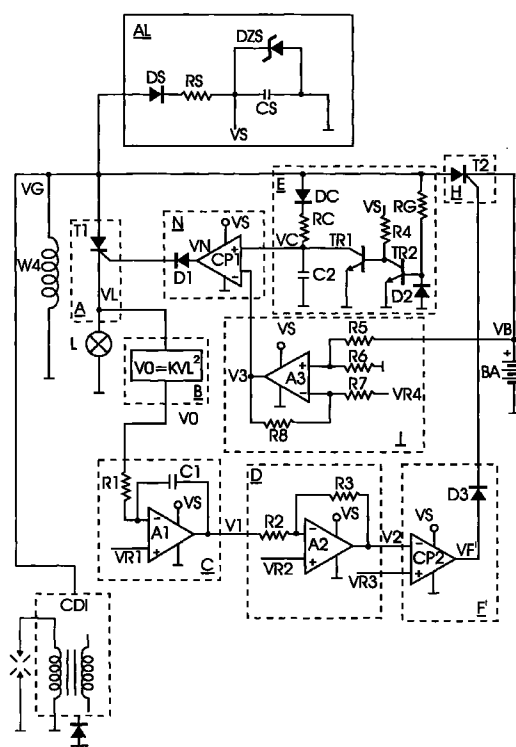 AL
DZS
DS
RS
CS
VS
VG
W4
T1
A
VL
L
N
VN
VS
CP1
D1
E
DC
RC
VC
C2
TR1
VS
R4
TR2
RG
D2
T2
H
VB
BA
+
V0=KVL²
B
V0
VS
V3
A3
R5
R6
R7
R8
VR4
I
+
-
R1
C1
VS
A1
VR1
C
-
+
V1
D
R2
R3
VS
A2
VR2
-
+
V2
VS
CP2
VR3
VF'
D3
F'
-
+
CDI